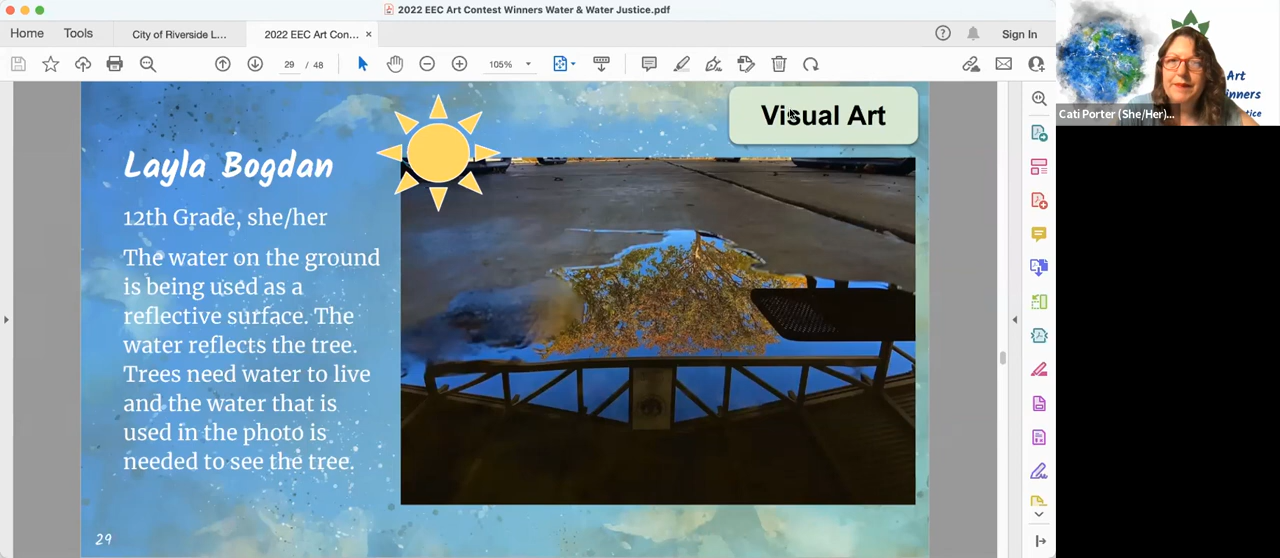 2022 EEC Art Contest Winners Water & Water Justice.pdf
Home Tools City of Riverside L... 2022 EEC Art Con... × Sign In
29 / 48 105%
Visual Art
Layla Bogdan
12th Grade, she/her
The water on the ground
is being used as a
reflective surface. The
water reflects the tree.
Trees need water to live
and the water that is
used in the photo is
needed to see the tree.
29
Art
Cati Porter (She/Her)...